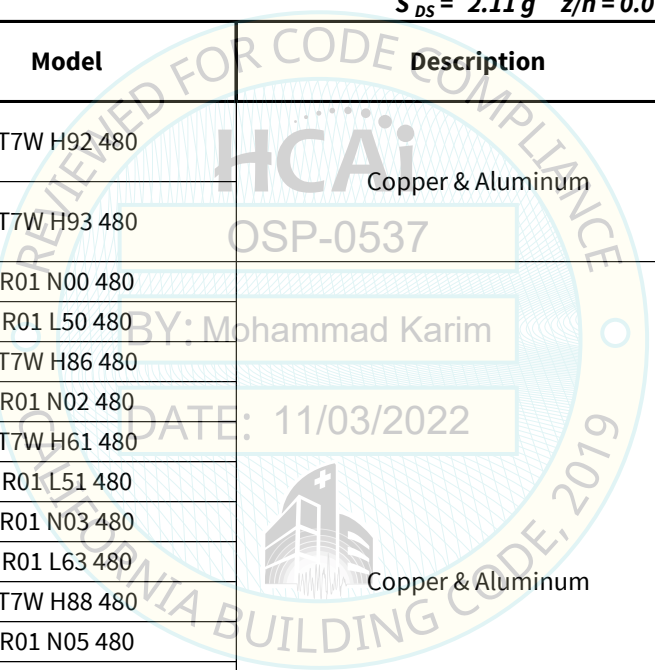 S DS = 2.11 g z/h = 0.0
Model
Description
T7W H92 480
Copper & Aluminum
T7W H93 480
R01 N00 480
R01 L50 480
T7W H86 480
R01 N02 480
T7W H61 480
R01 L51 480
R01 N03 480
R01 L63 480
T7W H88 480
Copper & Aluminum
R01 N05 480
REVIEWED FOR CODE COMPLIANCE
HCAi
OSP-0537
BY: Mohammad Karim
DATE: 11/03/2022
CALIFORNIA BUILDING CODE, 2019